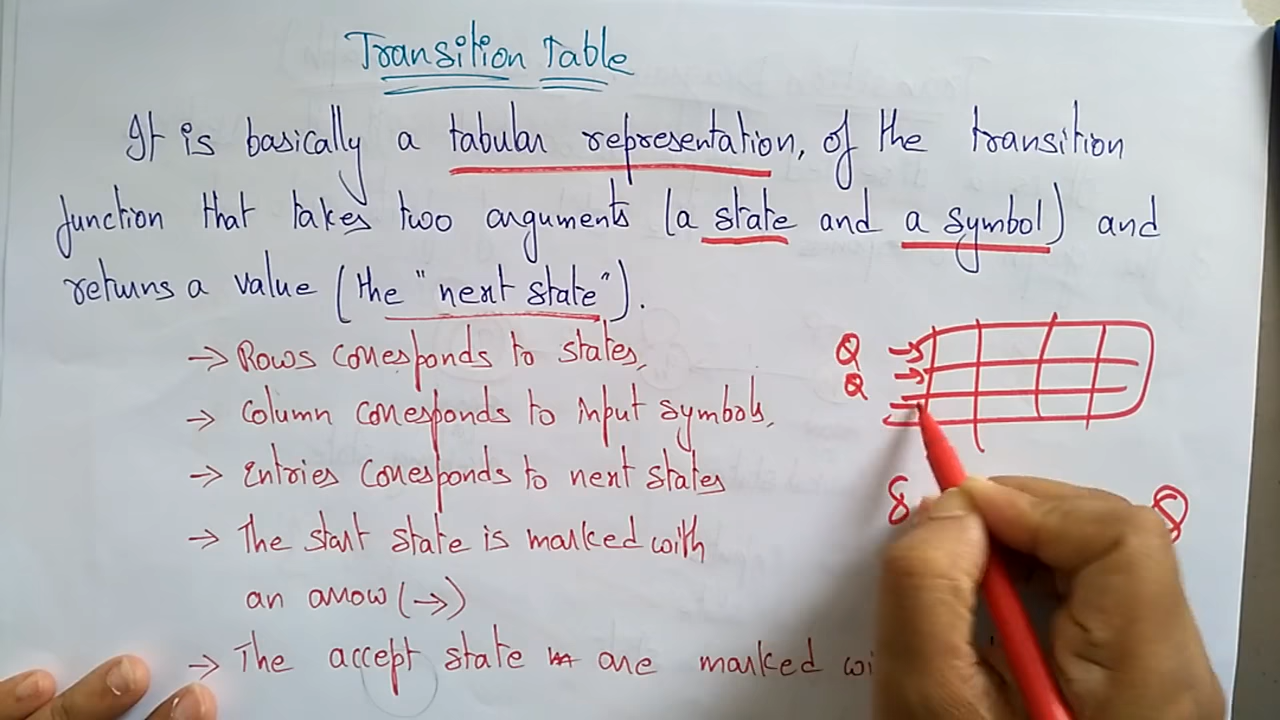 Transition Table
It is basically a tabular representation, of the transition
function that takes two arguments (a state and a symbol) and
returns a value (the "next state").
→ Rows corresponds to states,
→ Column corresponds to input symbols,
→ Entries corresponds to next states
→ The start state is marked with
an arrow (→)
→ The accept state are marked
Q
Q
δ